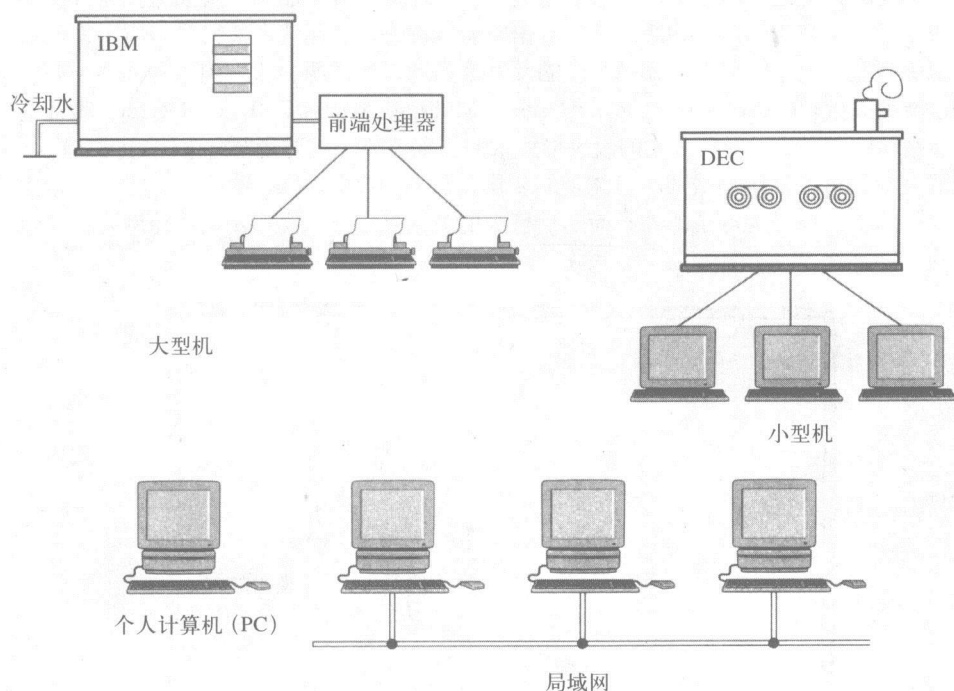 IBM
冷却水
前端处理器
DEC
大型机
小型机
个人计算机（PC）
局域网